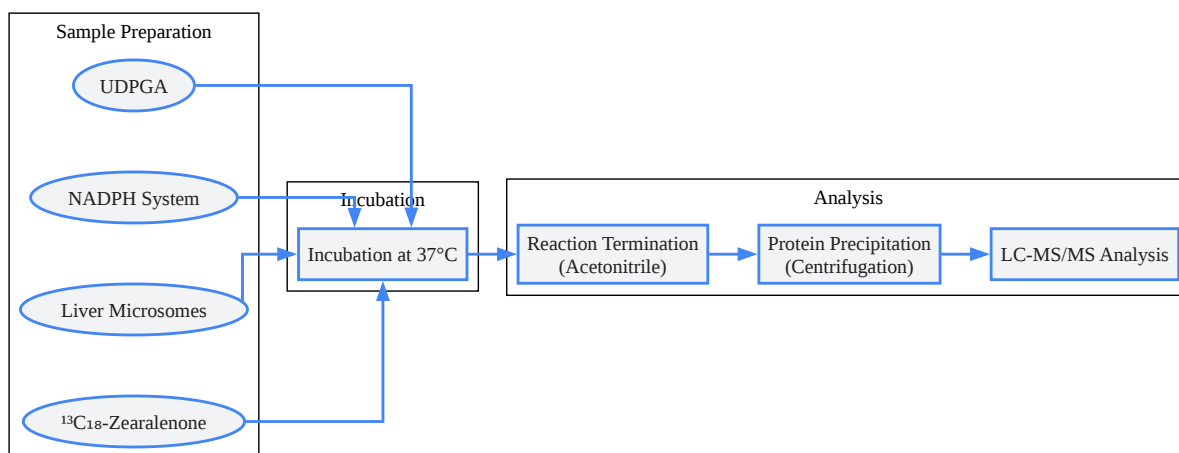 Sample Preparation
UDPGA
NADPH System
Liver Microsomes
¹³C₁₈-Zearalenone
Incubation
Incubation at 37°C
Analysis
Reaction Termination
(Acetonitrile)
Protein Precipitation
(Centrifugation)
LC-MS/MS Analysis